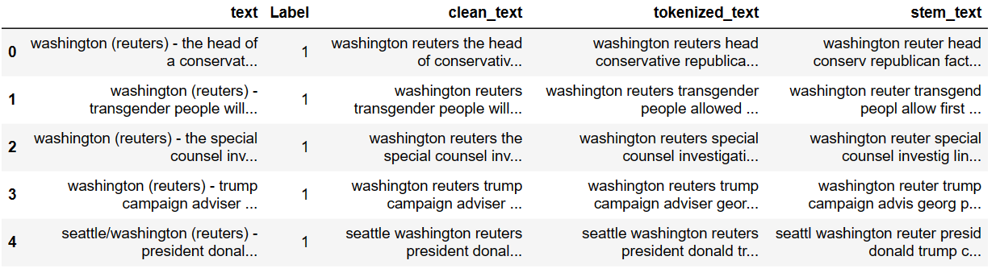 text Label clean_text tokenized_text stem_text
washington (reuters) - the head of washington reuters the head washington reuters head washington reuter head
0 a conservat... 1 of conservativ... conservative republica... conserv republican fact...
washington (reuters) - washington reuters washington reuters transgender washington reuter transgend
1 transgender people will... 1 transgender people will... people allowed ... peopl allow first ...
washington (reuters) - the special washington reuters the washington reuters special washington reuter special
2 counsel inv... 1 special counsel inv... counsel investigati... counsel investig lin...
washington (reuters) - trump washington reuters trump washington reuters trump washington reuter trump
3 campaign adviser ... 1 campaign adviser ... campaign adviser geor... campaign advis georg p...
seattle/washington (reuters) - seattle washington reuters seattle washington reuters seattl washington reuter presid
4 president donal... 1 president donal... president donald tr... donald trump c...